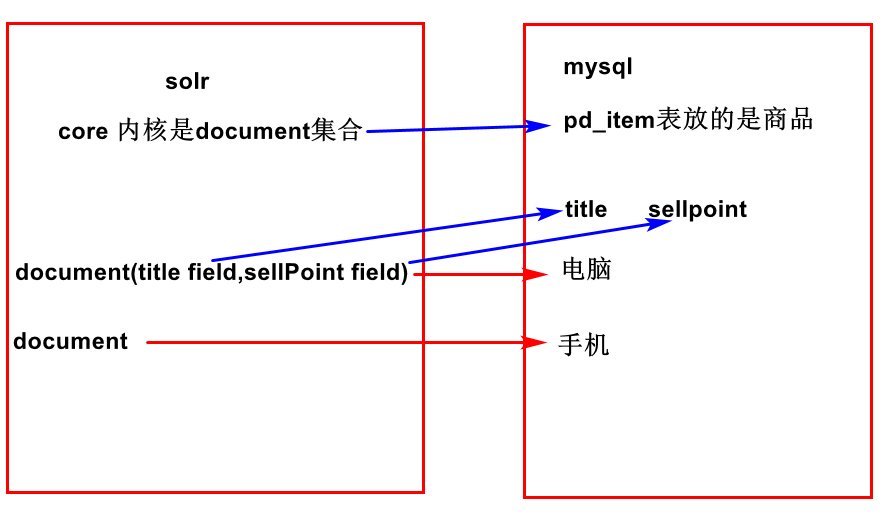 solr
core 内核是document集合
document(title field,sellPoint field)
document
mysql
pd_item表放的是商品
title sellpoint
电脑
手机